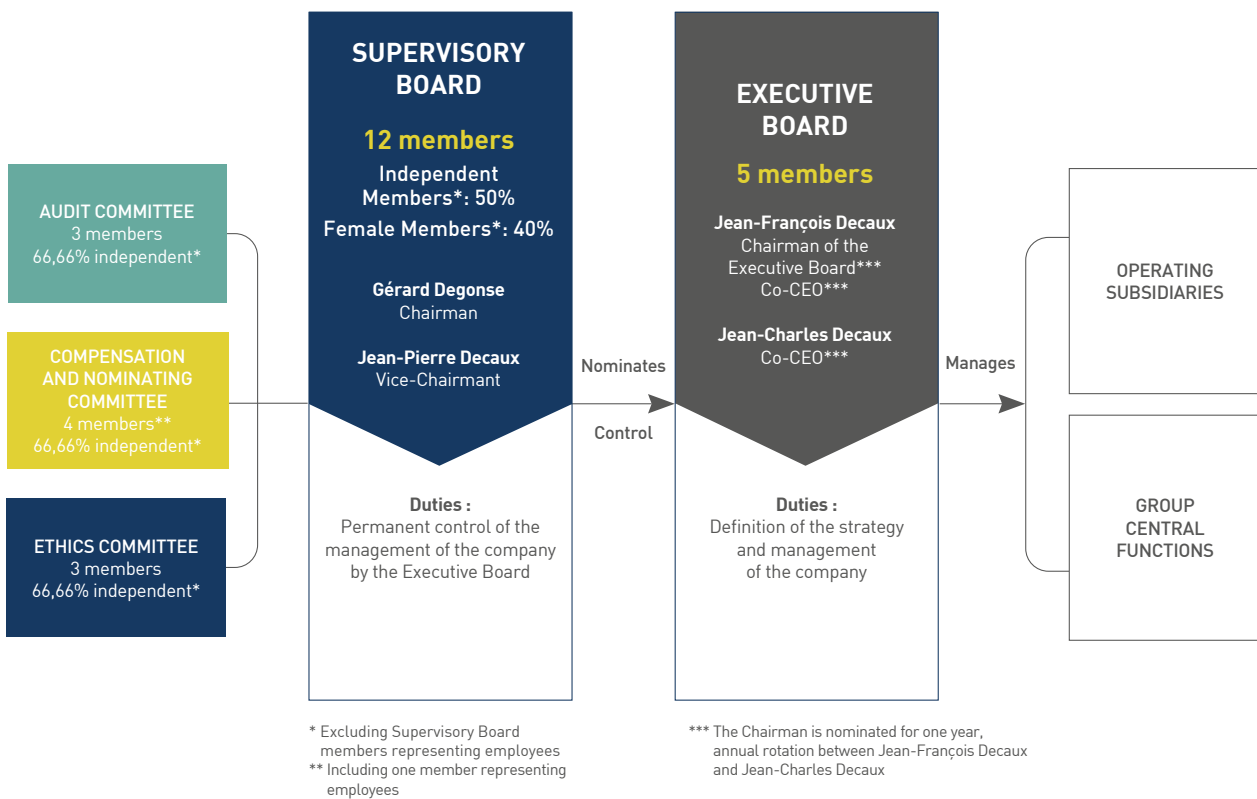 AUDIT COMMITTEE
3 members
66,66% independent*
COMPENSATION
AND NOMINATING
COMMITTEE
4 members**
66,66% independent*
ETHICS COMMITTEE
3 members
66,66% independent*
SUPERVISORY
BOARD
12 members
Independent
Members*: 50%
Female Members*: 40%
Gérard Degonse
Chairman
Jean-Pierre Decaux
Vice-Chairmant
Duties :
Permanent control of the
management of the company
by the Executive Board
Nominates
Control
EXECUTIVE
BOARD
5 members
Jean-François Decaux
Chairman of the
Executive Board***
Co-CEO***
Jean-Charles Decaux
Co-CEO***
Duties :
Definition of the strategy
and management
of the company
Manages
OPERATING
SUBSIDIARIES
GROUP
CENTRAL
FUNCTIONS
* Excluding Supervisory Board
members representing employees
** Including one member representing
employees
*** The Chairman is nominated for one year,
annual rotation between Jean-François Decaux
and Jean-Charles Decaux